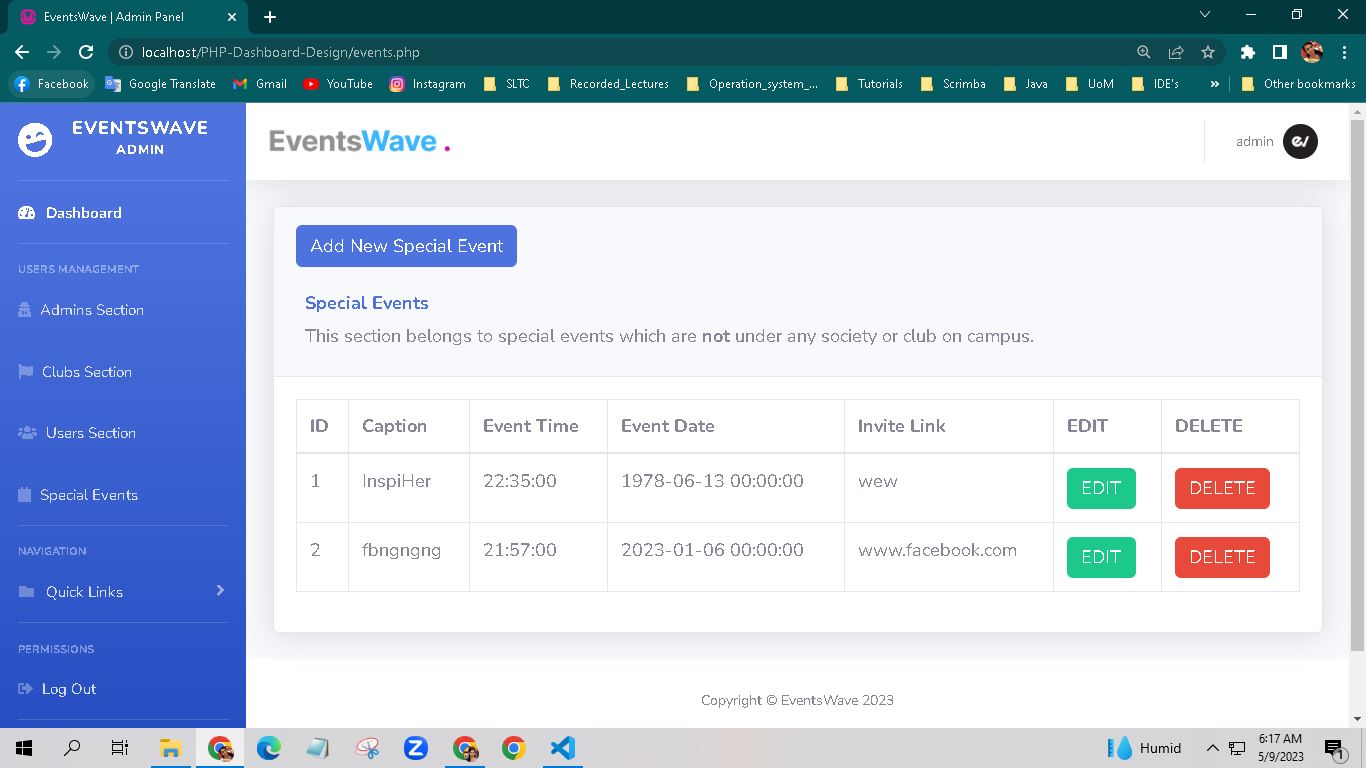 EventsWave | Admin Panel
localhost/PHP-Dashboard-Design/events.php
Facebook Google Translate Gmail YouTube Instagram SLTC Recorded_Lectures Operation_system_... Tutorials Scrimba Java UoM IDE's » Other bookmarks
EVENTSWAVE
ADMIN
Dashboard
USERS MANAGEMENT
Admins Section
Clubs Section
Users Section
Special Events
NAVIGATION
Quick Links
PERMISSIONS
Log Out
EventsWave .
admin
ev
Add New Special Event
Special Events
This section belongs to special events which are not under any society or club on campus.
ID Caption Event Time Event Date Invite Link EDIT DELETE
1 InspiHer 22:35:00 1978-06-13 00:00:00 wew EDIT DELETE
2 fbngngng 21:57:00 2023-01-06 00:00:00 www.facebook.com EDIT DELETE
Copyright © EventsWave 2023
Humid
6:17 AM
5/9/2023
1